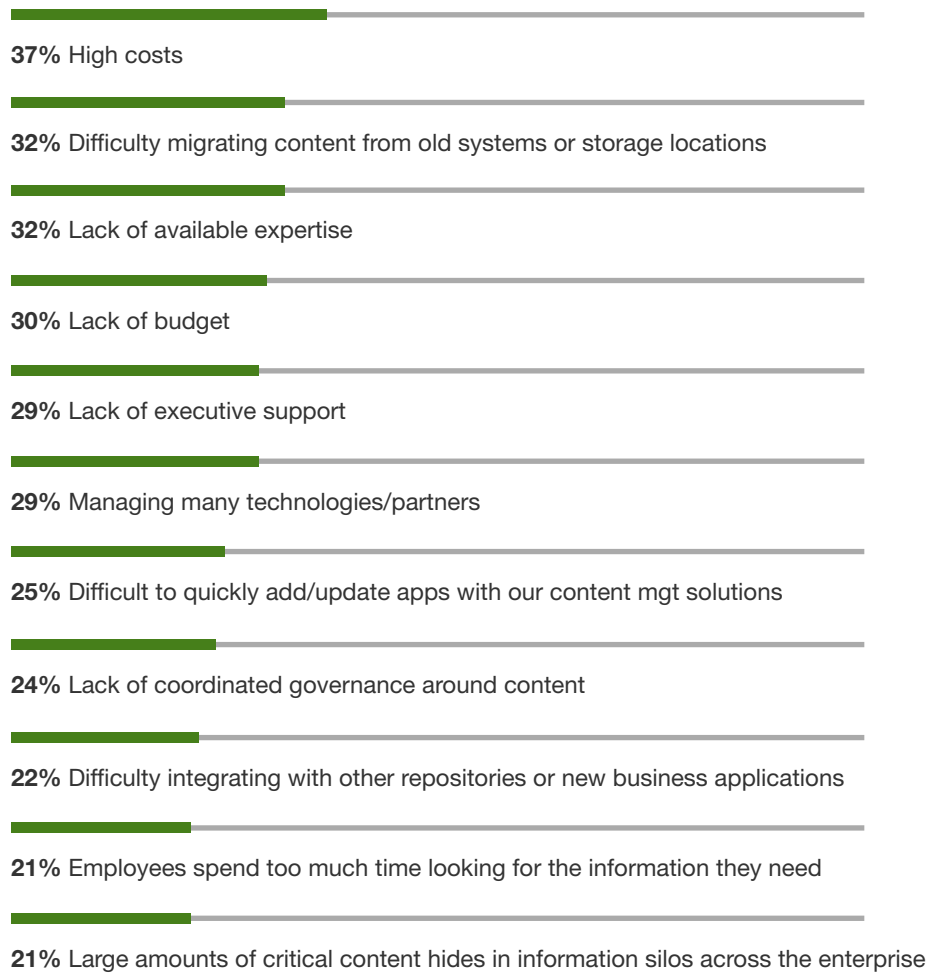 37% High costs
32% Difficulty migrating content from old systems or storage locations
32% Lack of available expertise
30% Lack of budget
29% Lack of executive support
29% Managing many technologies/partners
25% Difficult to quickly add/update apps with our content mgt solutions
24% Lack of coordinated governance around content
22% Difficulty integrating with other repositories or new business applications
21% Employees spend too much time looking for the information they need
21% Large amounts of critical content hides in information silos across the enterprise